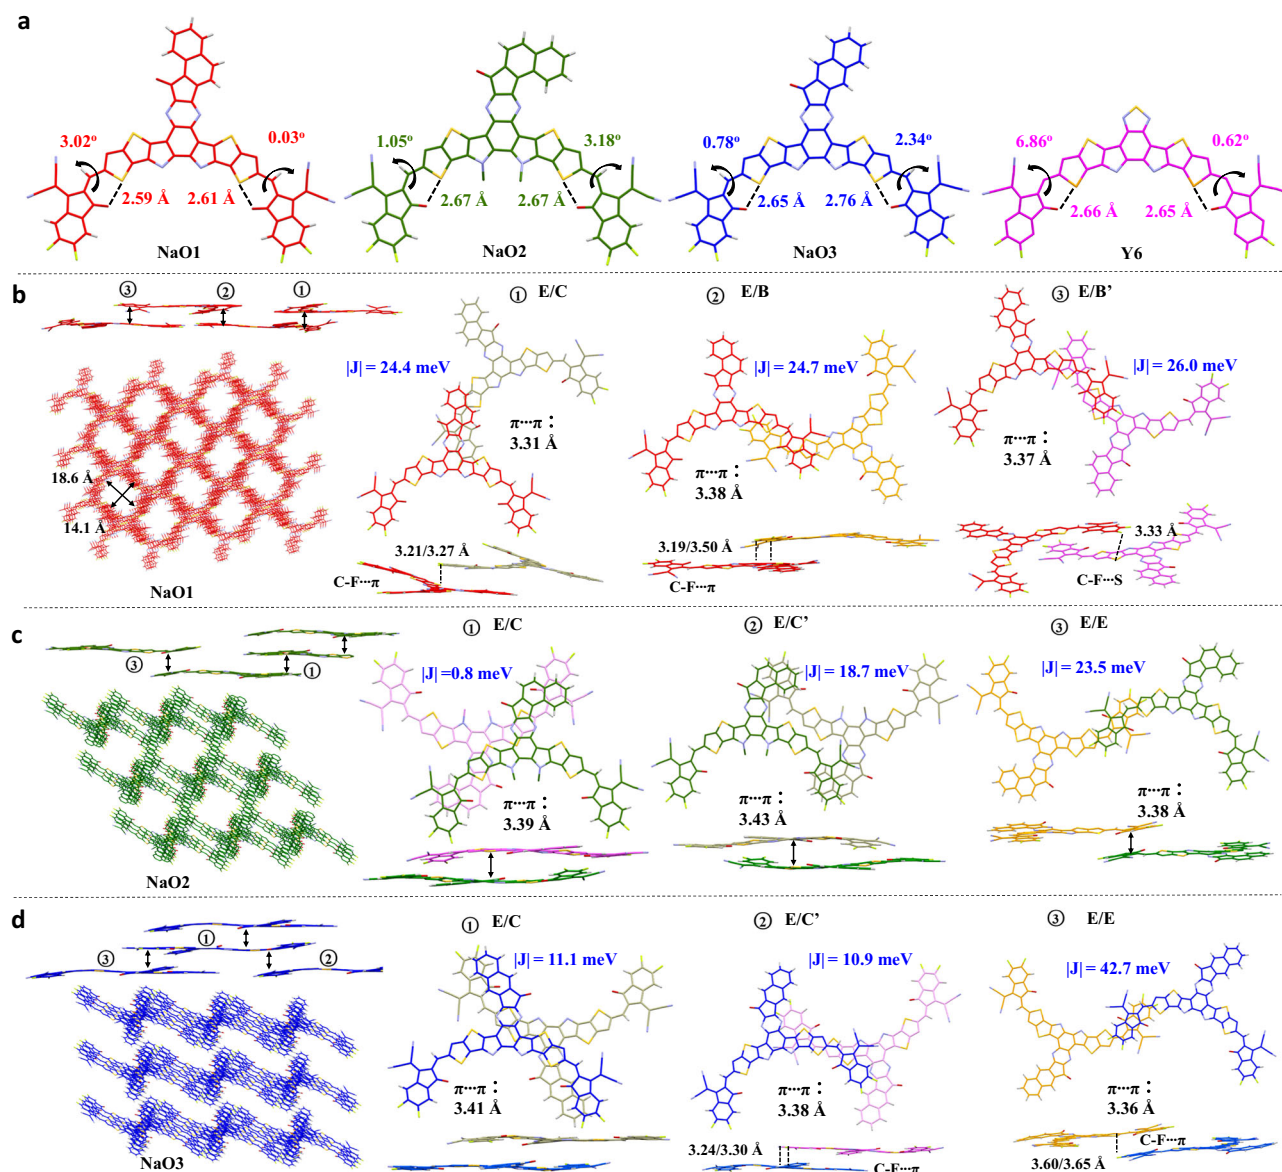 a
3.02°
0.03°
2.59 Å
2.61 Å
NaO1
1.05°
3.18°
2.67 Å
2.67 Å
NaO2
0.78°
2.34°
2.65 Å
2.76 Å
NaO3
6.86°
0.62°
2.66 Å
2.65 Å
Y6
b
③
②
①
18.6 Å
14.1 Å
NaO1
① E/C
|J| = 24.4 meV
π···π :
3.31 Å
3.21/3.27 Å
C-F···π
② E/B
|J| = 24.7 meV
π···π :
3.38 Å
3.19/3.50 Å
C-F···π
③ E/B’
|J| = 26.0 meV
π···π :
3.37 Å
3.33 Å
C-F···S
c
③
①
NaO2
① E/C
|J| =0.8 meV
π···π :
3.39 Å
② E/C’
|J| = 18.7 meV
π···π :
3.43 Å
③ E/E
|J| = 23.5 meV
π···π :
3.38 Å
d
①
③
②
NaO3
① E/C
|J| = 11.1 meV
π···π :
3.41 Å
② E/C’
|J| = 10.9 meV
π···π :
3.38 Å
3.24/3.30 Å
C-F···π
③ E/E
|J| = 42.7 meV
π···π :
3.36 Å
C-F···π
3.60/3.65 Å